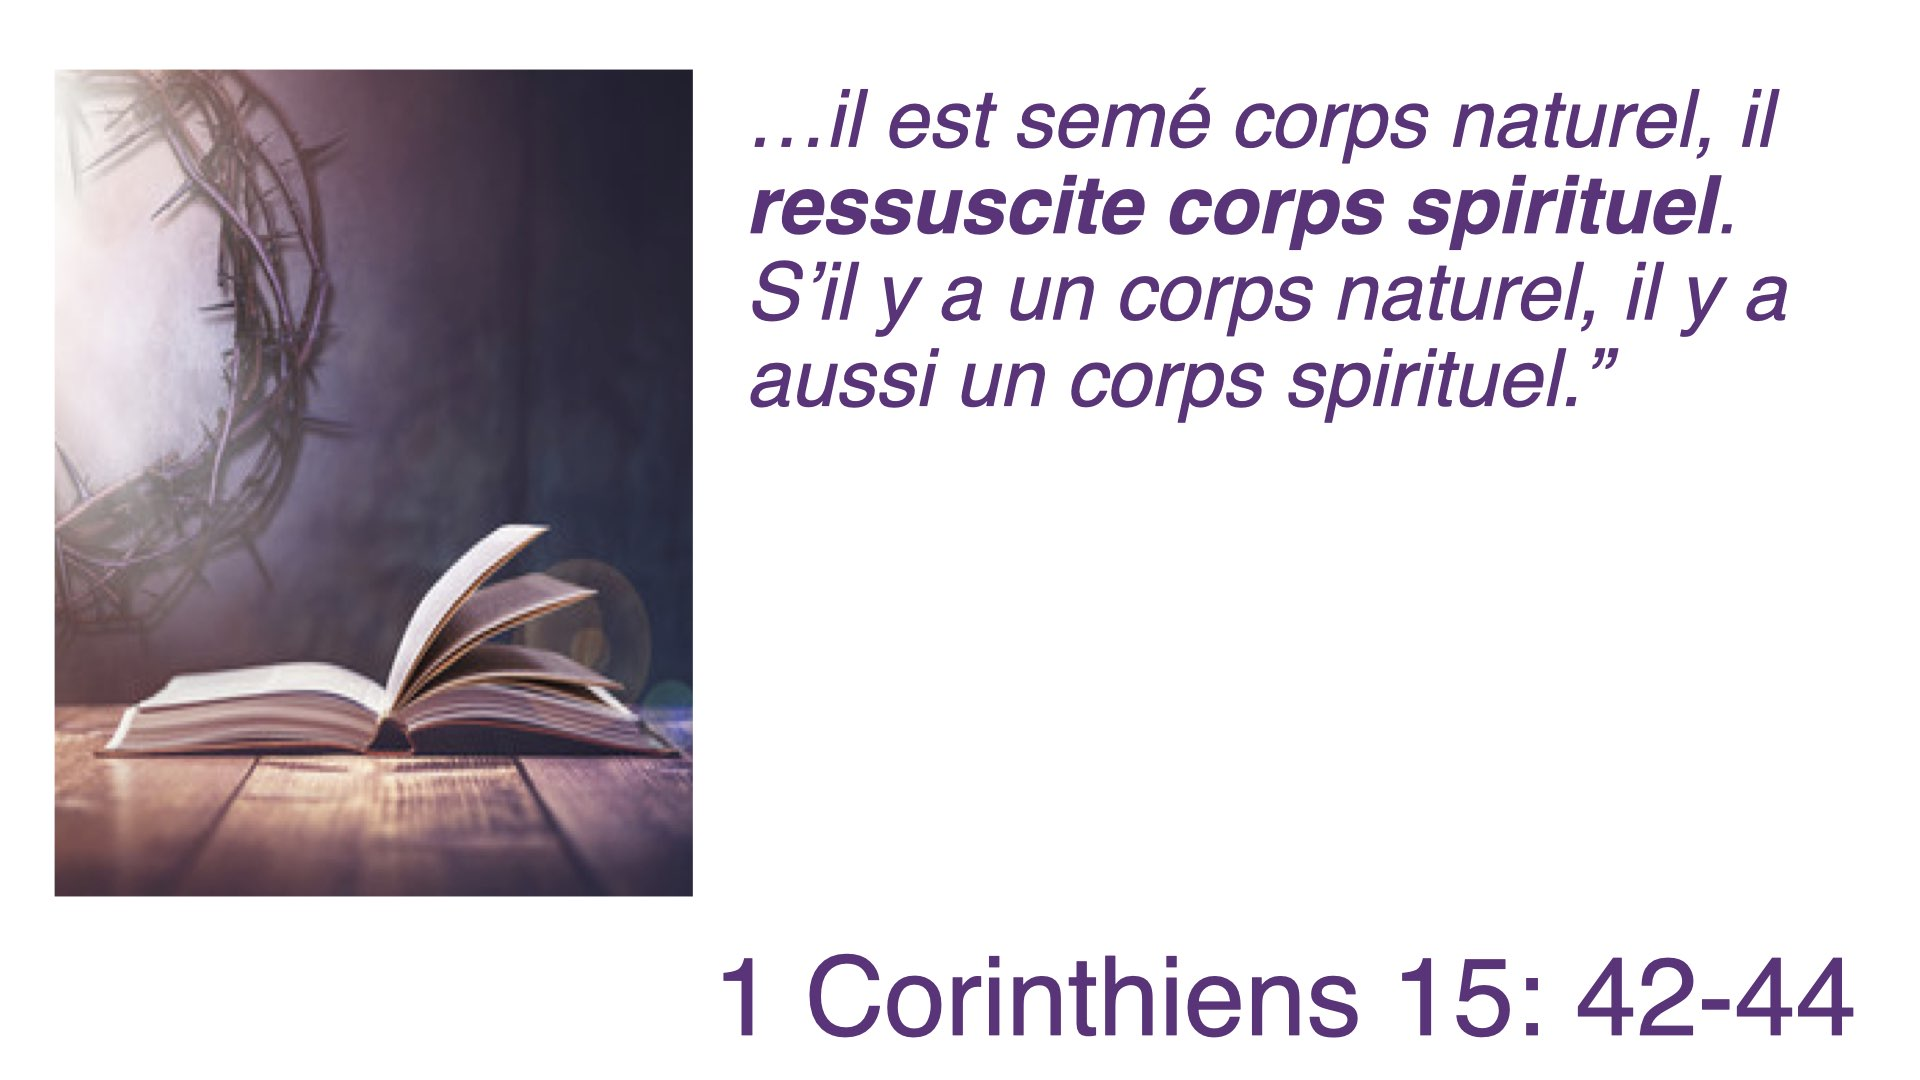 …il est semé corps naturel, il
ressuscite corps spirituel.
S’il y a un corps naturel, il y a
aussi un corps spirituel.”
1 Corinthiens 15: 42-44